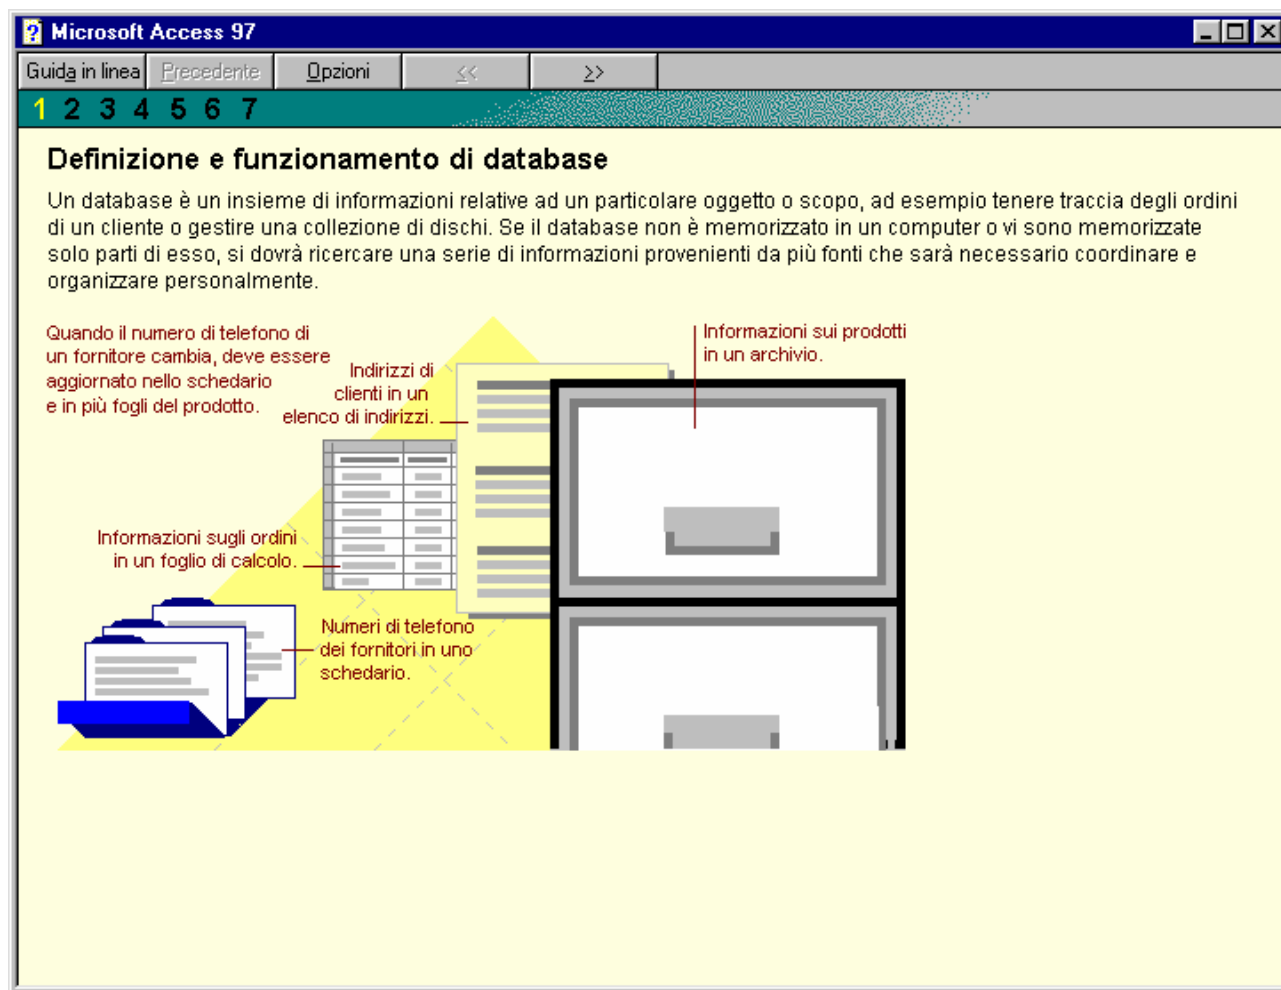 Microsoft Access 97
Guida in linea Precedente Opzioni << >>
1 2 3 4 5 6 7
Definizione e funzionamento di database
Un database è un insieme di informazioni relative ad un particolare oggetto o scopo, ad esempio tenere traccia degli ordini
di un cliente o gestire una collezione di dischi. Se il database non è memorizzato in un computer o vi sono memorizzate
solo parti di esso, si dovrà ricercare una serie di informazioni provenienti da più fonti che sarà necessario coordinare e
organizzare personalmente.
Quando il numero di telefono di
un fornitore cambia, deve essere
aggiornato nello schedario
e in più fogli del prodotto.
Indirizzi di
clienti in un
elenco di indirizzi.
Informazioni sui prodotti
in un archivio.
Informazioni sugli ordini
in un foglio di calcolo.
Numeri di telefono
dei fornitori in uno
schedario.